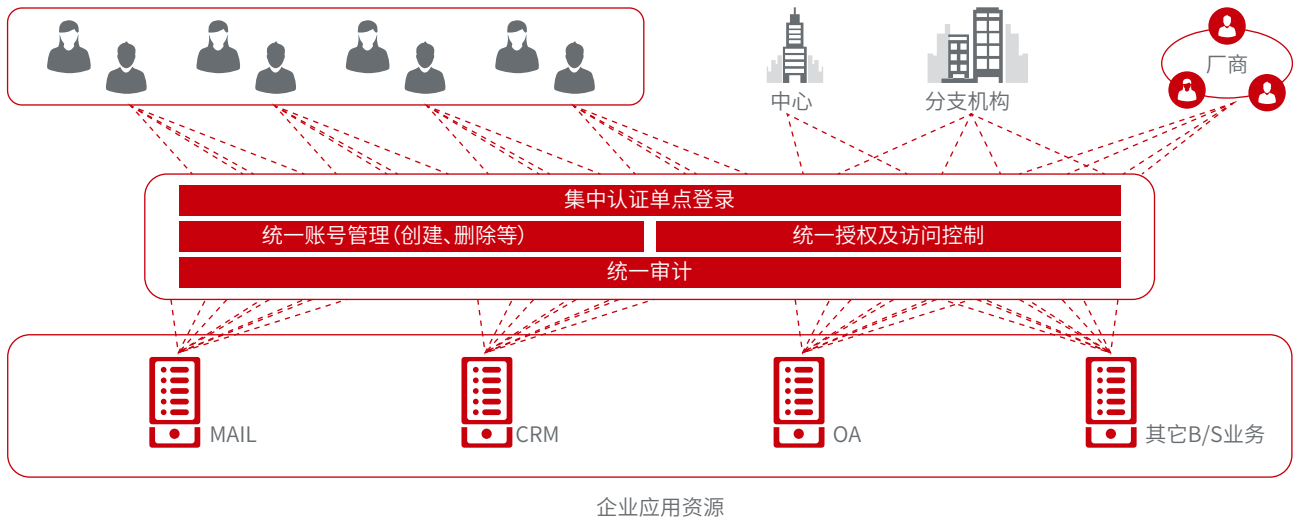 厂商
中心
分支机构
集中认证单点登录
统一账号管理(创建、删除等)
统一授权及访问控制
统一审计
MAIL
CRM
OA
其它B/S业务
企业应用资源